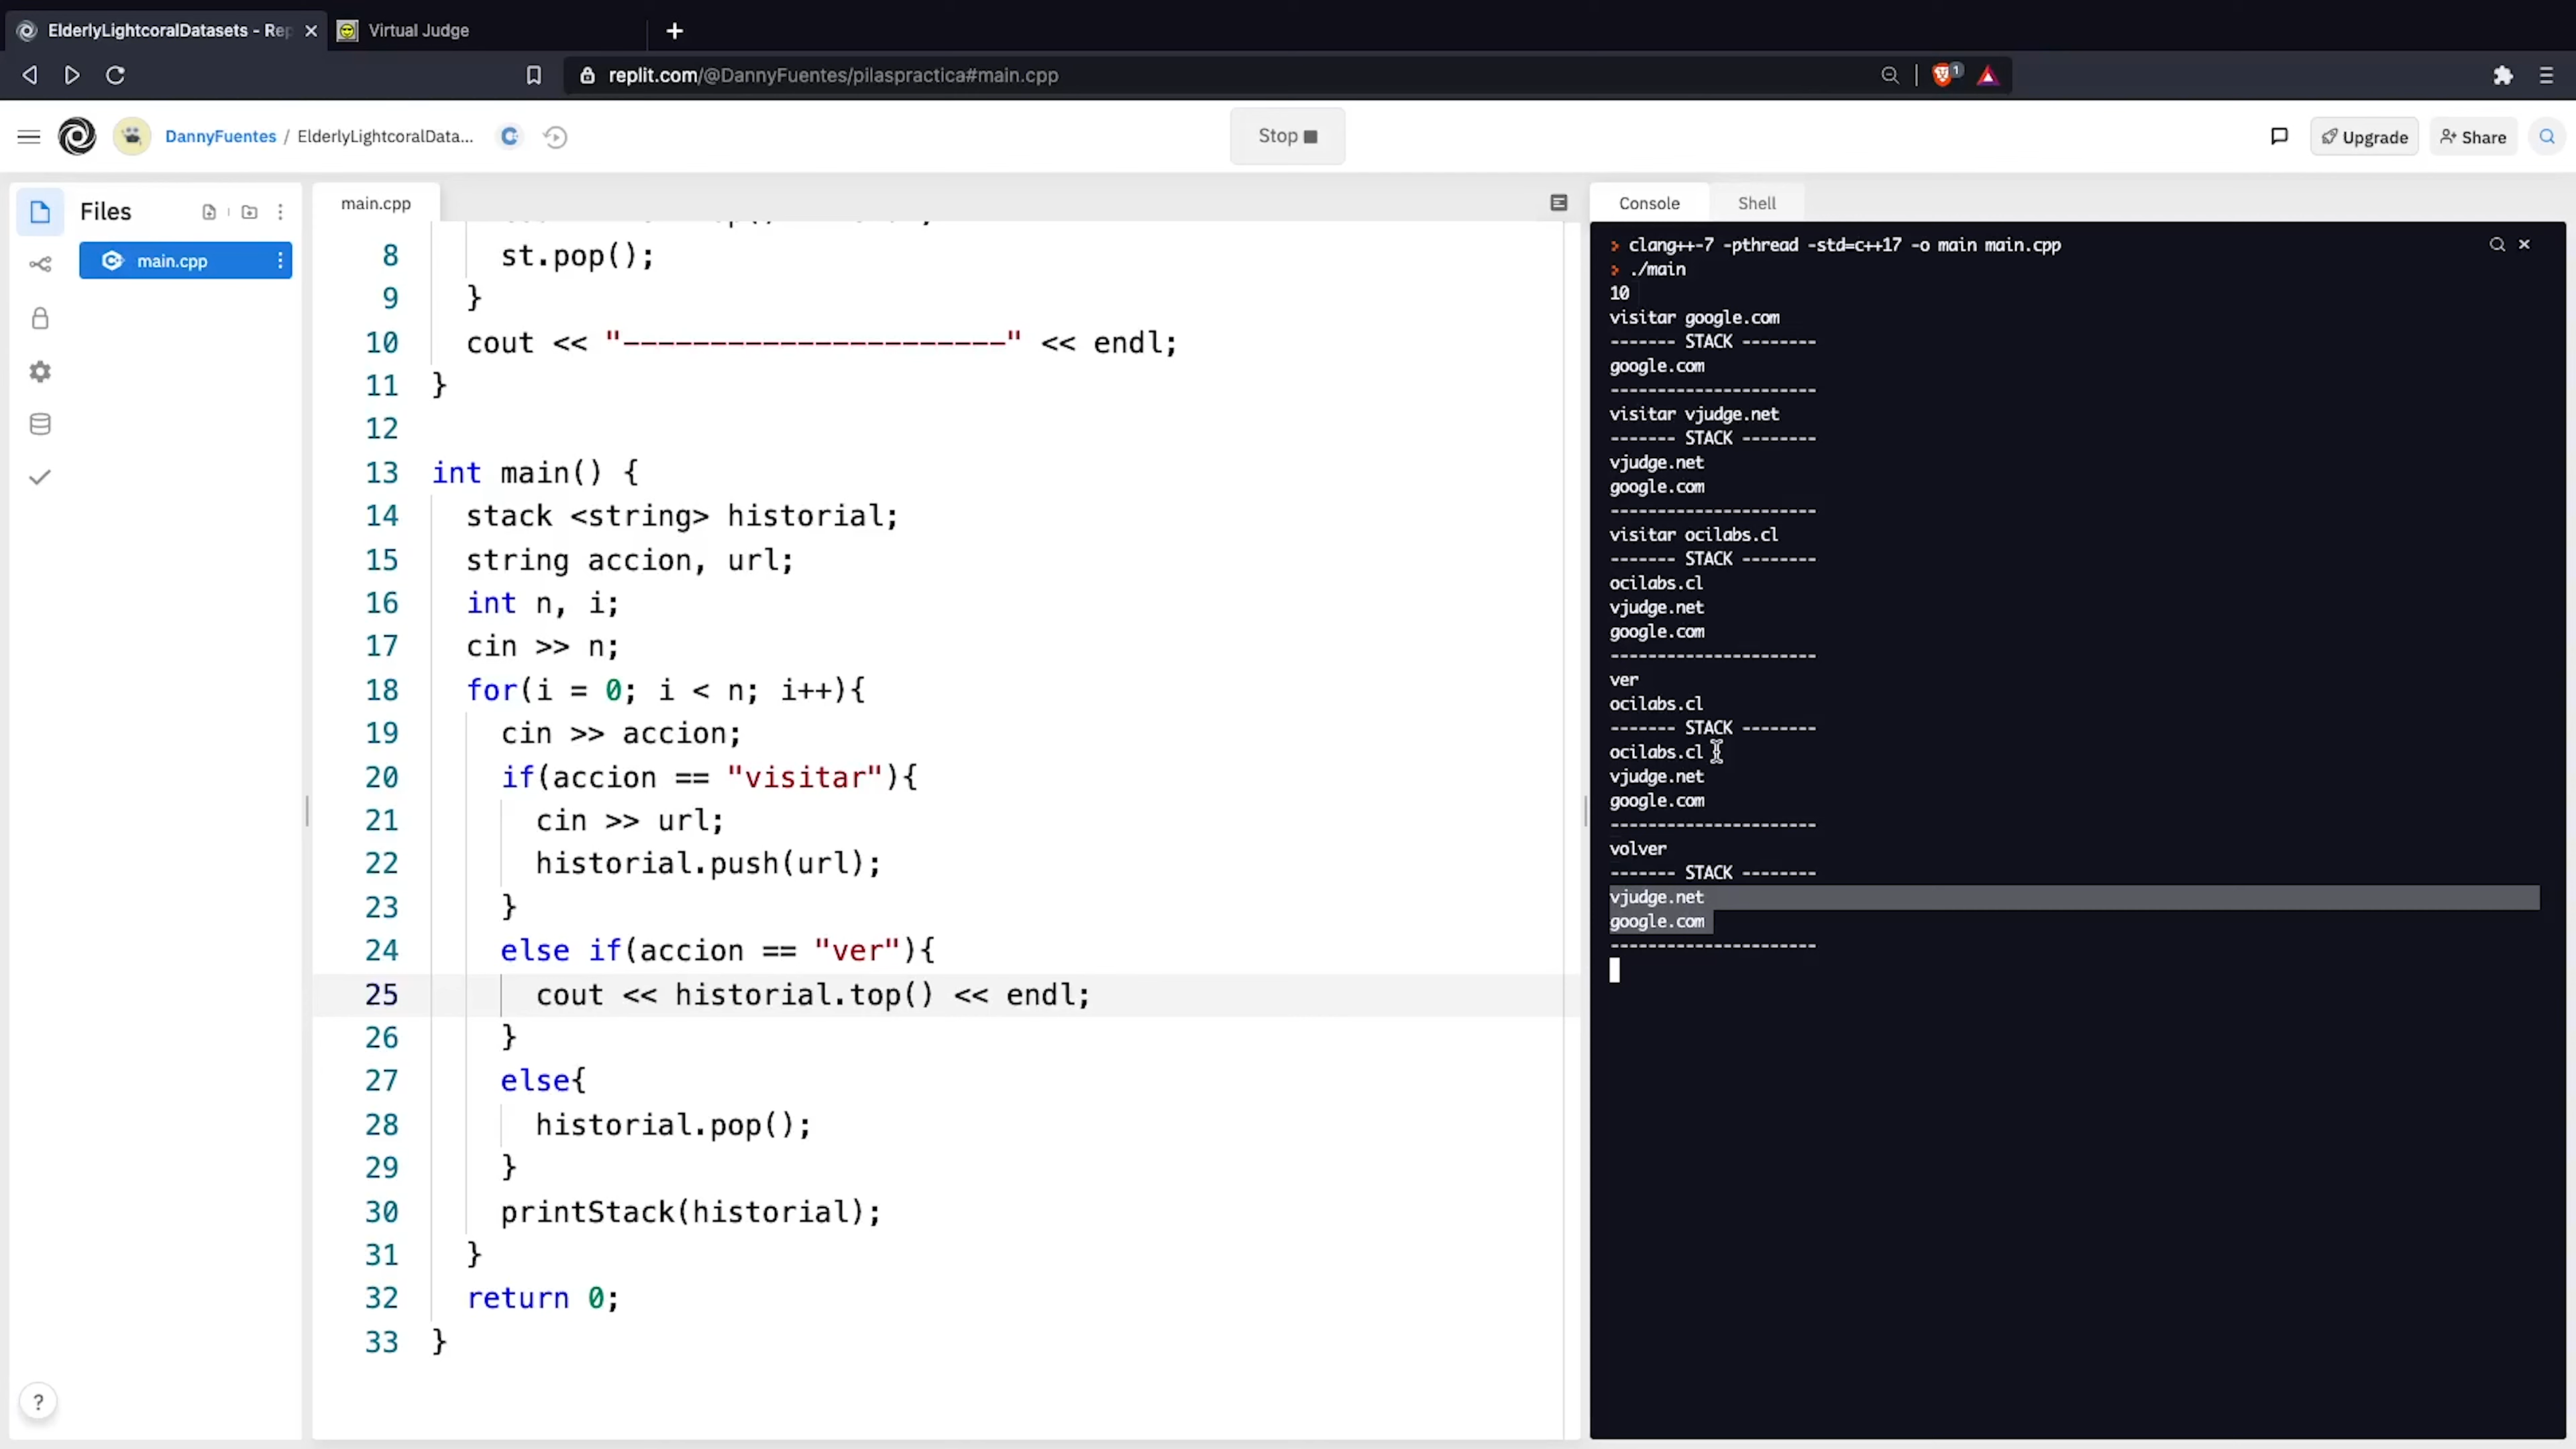 ElderlyLightcoralDatasets - Rep
Virtual Judge
replit.com/@DannyFuentes/pilaspractica#main.cpp
1
DannyFuentes / ElderlyLightcoralData...
Stop
Upgrade
Share
Files
main.cpp
main.cpp
8 st.pop();
9 }
10 cout << "----------------------" << endl;
11 }
12
13 int main() {
14 stack <string> historial;
15 string accion, url;
16 int n, i;
17 cin >> n;
18 for(i = 0; i < n; i++){
19 cin >> accion;
20 if(accion == "visitar"){
21 cin >> url;
22 historial.push(url);
23 }
24 else if(accion == "ver"){
25 cout << historial.top() << endl;
26 }
27 else{
28 historial.pop();
29 }
30 printStack(historial);
31 }
32 return 0;
33 }
?
Console
Shell
> clang++-7 -pthread -std=c++17 -o main main.cpp
> ./main
10
visitar google.com
------- STACK --------
google.com
----------------------
visitar vjudge.net
------- STACK --------
vjudge.net
google.com
----------------------
visitar ocilabs.cl
------- STACK --------
ocilabs.cl
vjudge.net
google.com
----------------------
ver
ocilabs.cl
------- STACK --------
ocilabs.cl
vjudge.net
google.com
----------------------
volver
------- STACK --------
vjudge.net
google.com
----------------------